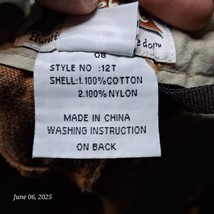 08
STYLE NO :12T
SHELL:1.100%COTTON
2.100%NYLON
MADE IN CHINA
WASHING INSTRUCTION
ON BACK
june 06, 2025